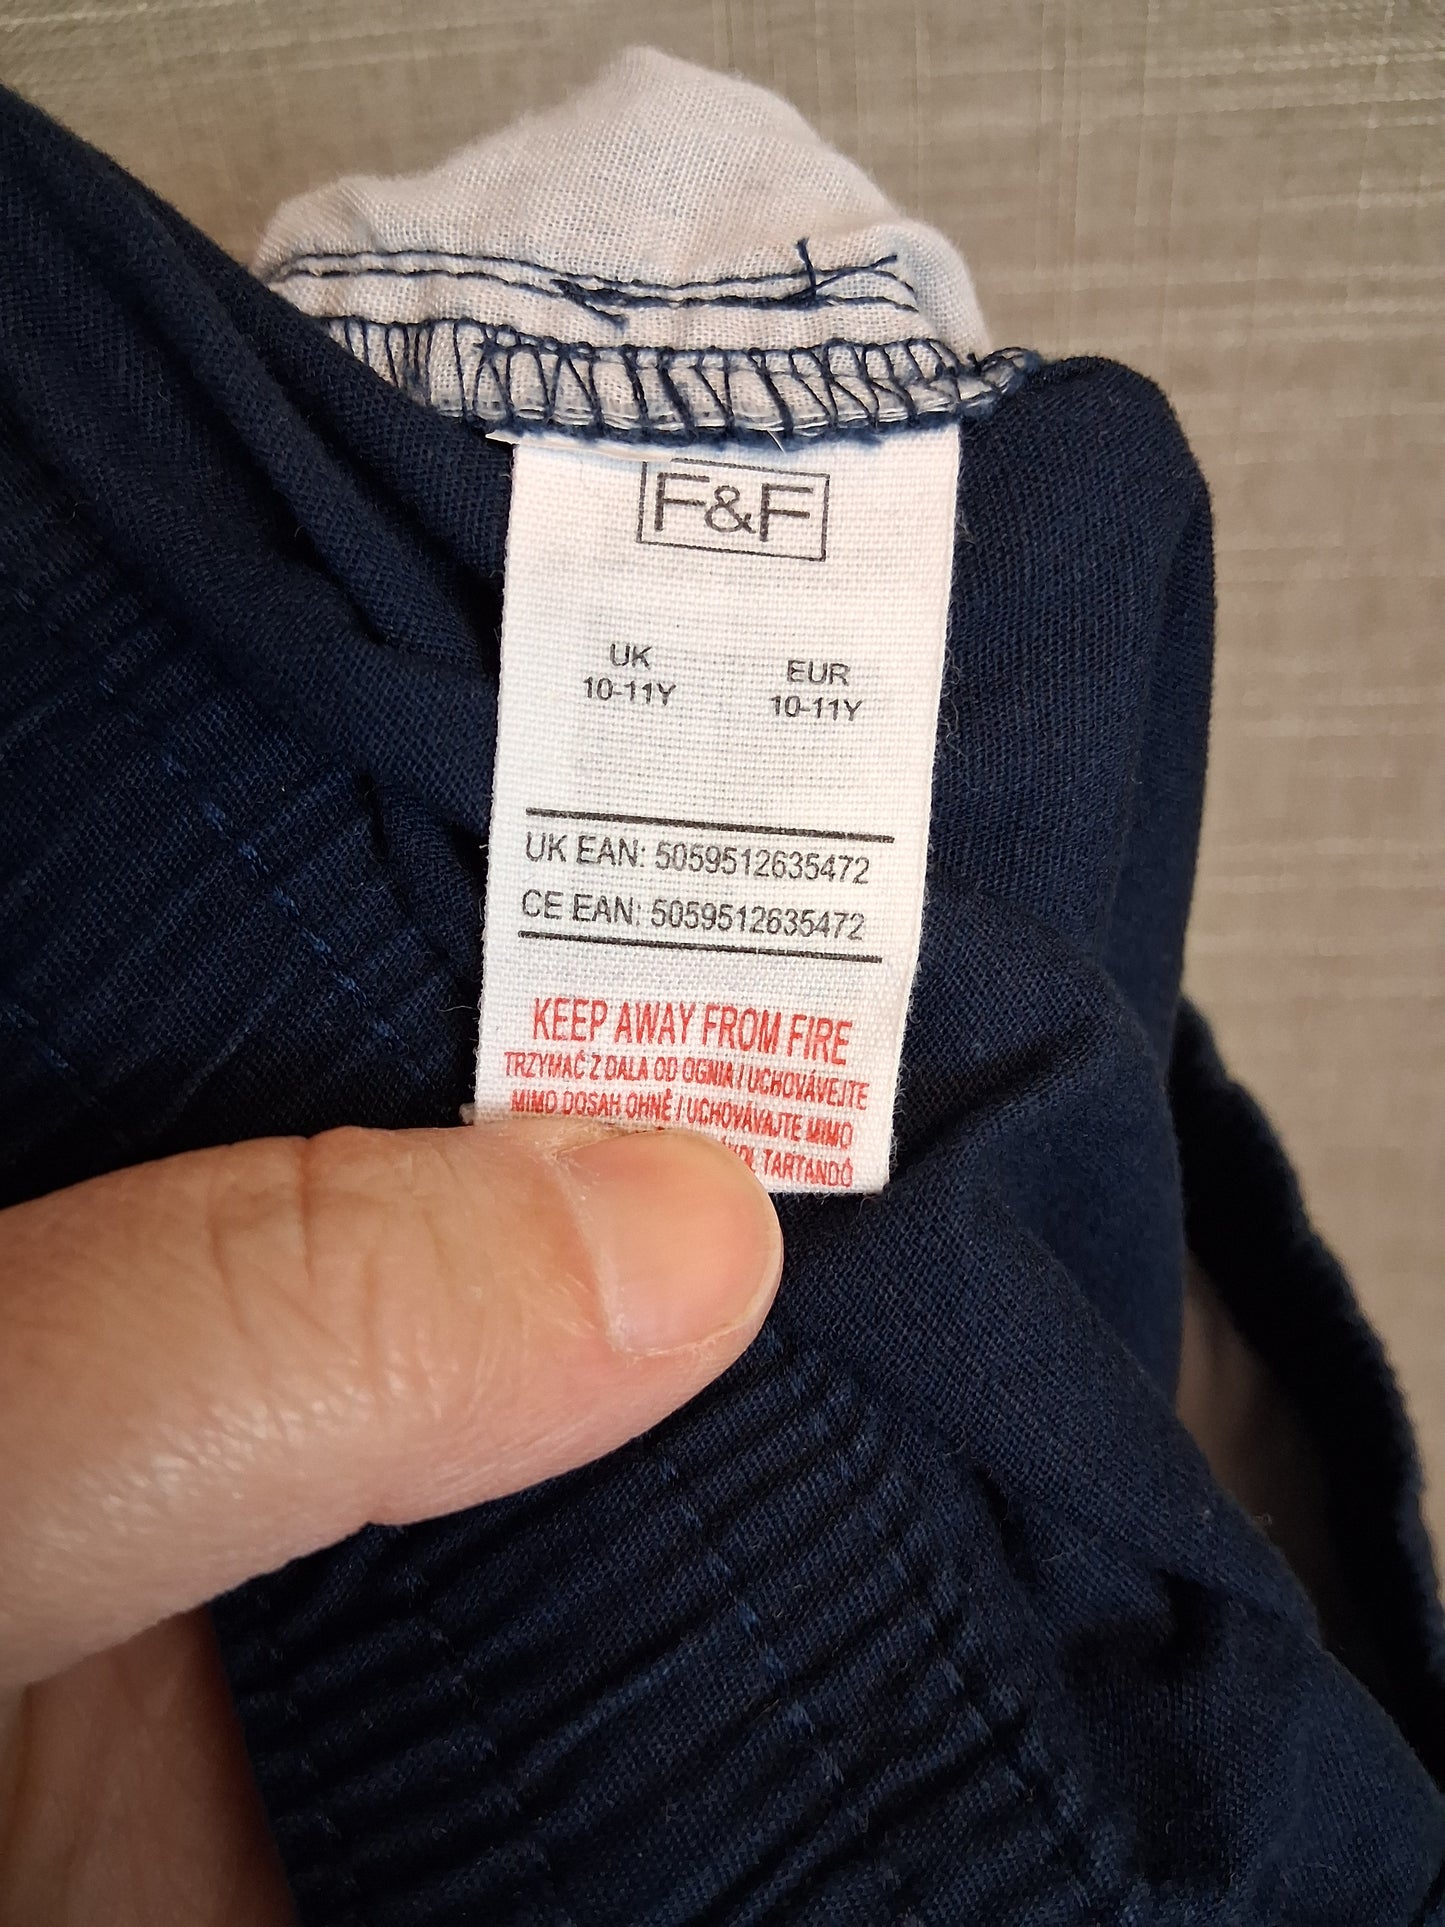 F&F
UK EUR
10-11Y 10-11Y
UK EAN: 5059512635472
CE EAN: 5059512635472
KEEP AWAY FROM FIRE
TRZYMAĆ Z DALA OD OGNIA / UCHOVÁVEJTE
MIMO DOSAH OHNĚ / UCHOVÁVAJTE MIMO
TARTANDÓ